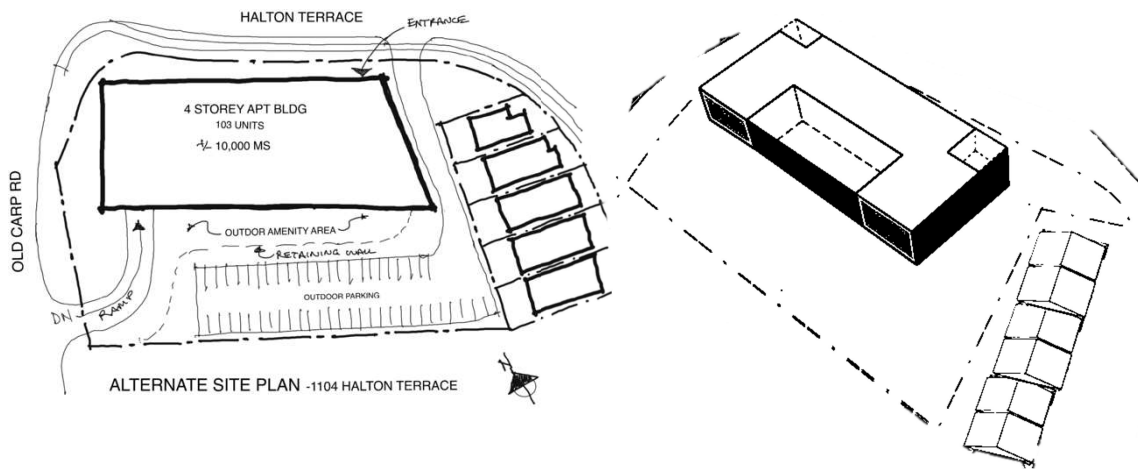 HALTON TERRACE
ENTRANCE
4 STOREY APT BLDG
103 UNITS
+/- 10,000 MS
OLD CARP RD
OUTDOR AMENITY AREA
RETAINING WALL
OUTDOOR PARKING
DN
RAMP
N
ALTERNATE SITE PLAN -1104 HALTON TERRACE